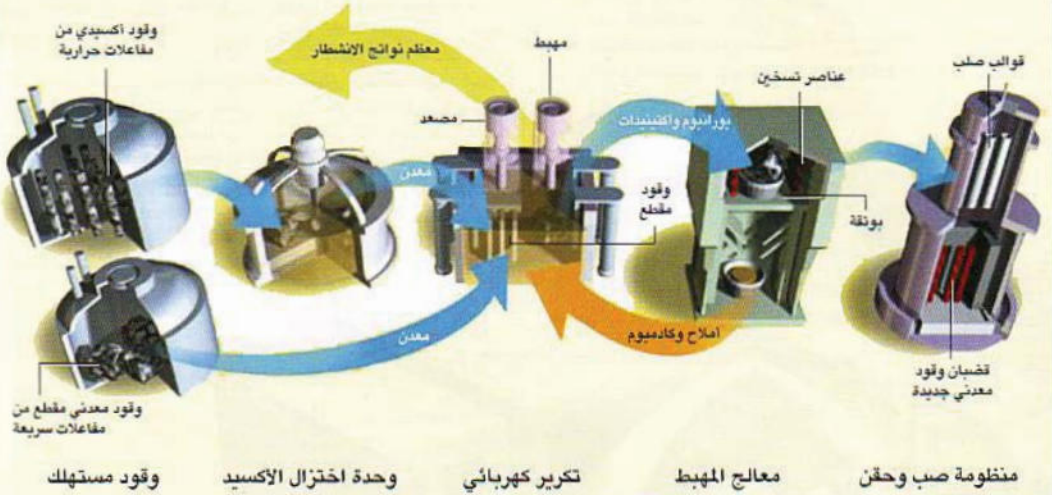 وقود أكسيدي من
مفاعلات حرارية
معظم نواتج الانشطار
مهبط
مصعد
عناصر تسخين
قوالب صلب
يورانيوم وأكتينيدات
معدن
وقود
مقطع
بوتقة
معدن
أملاح وكادميوم
وقود معدني مقطع من
مفاعلات سريعة
قضبان وقود
معدني جديدة
وقود مستهلك
وحدة اختزال الأكسيد
تكرير كهربائي
معالج المهبط
منظومة صب وحقن